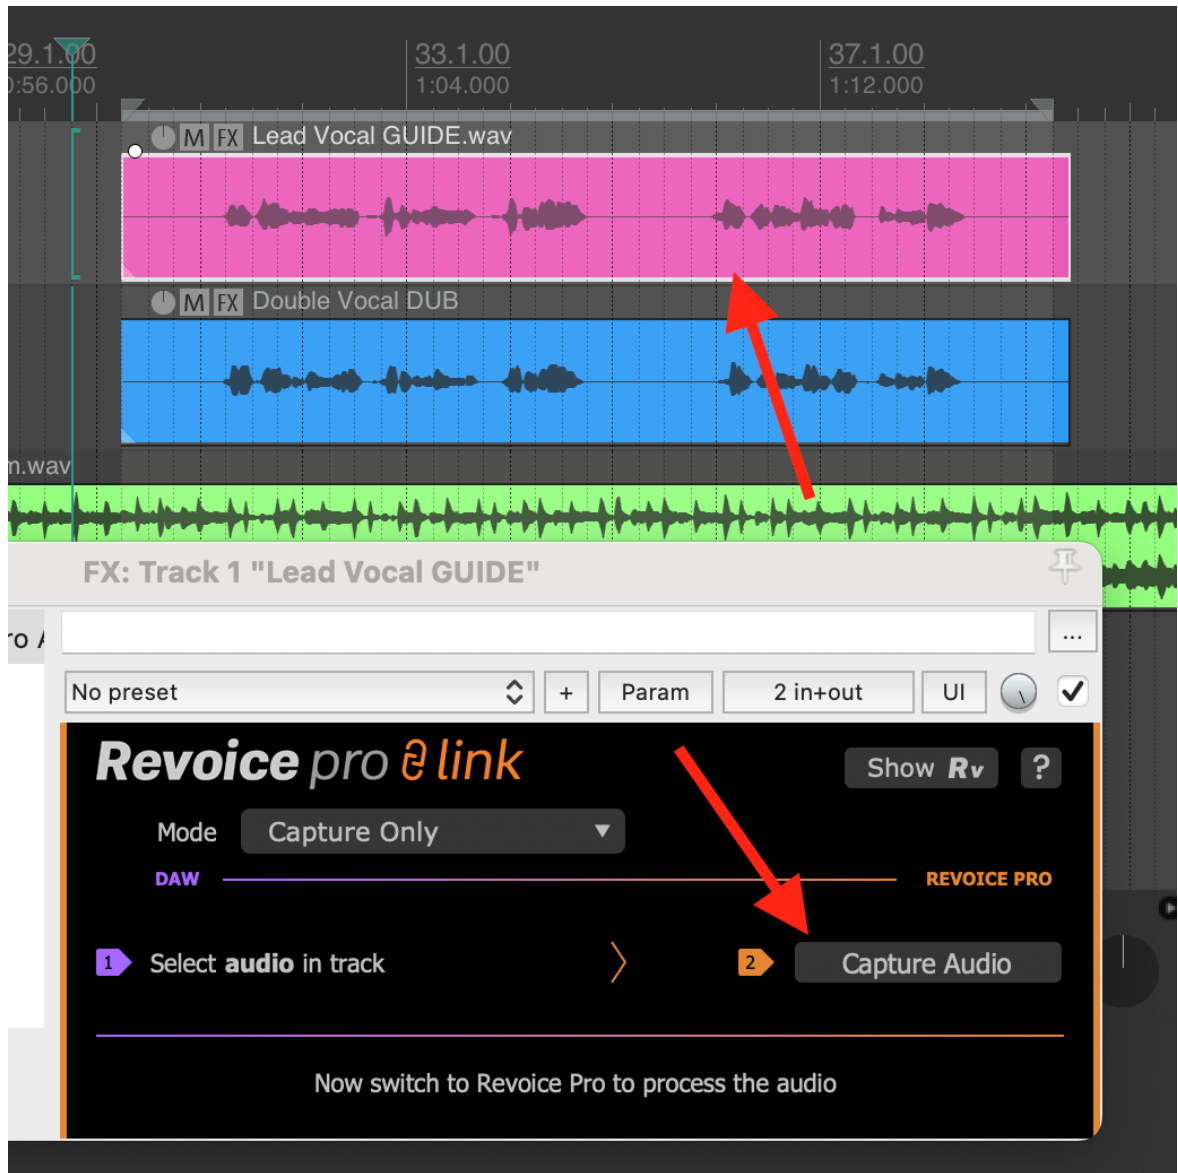 29.1.00 33.1.00 37.1.00
0:56.000 1:04.000 1:12.000
M FX Lead Vocal GUIDE.wav
M FX Double Vocal DUB
m.wav
FX: Track 1 "Lead Vocal GUIDE"
ro
...
No preset + Param 2 in+out UI
Revoice pro link
Show Rv ?
Mode Capture Only
DAW REVOICE PRO
1 Select audio in track 2 Capture Audio
Now switch to Revoice Pro to process the audio